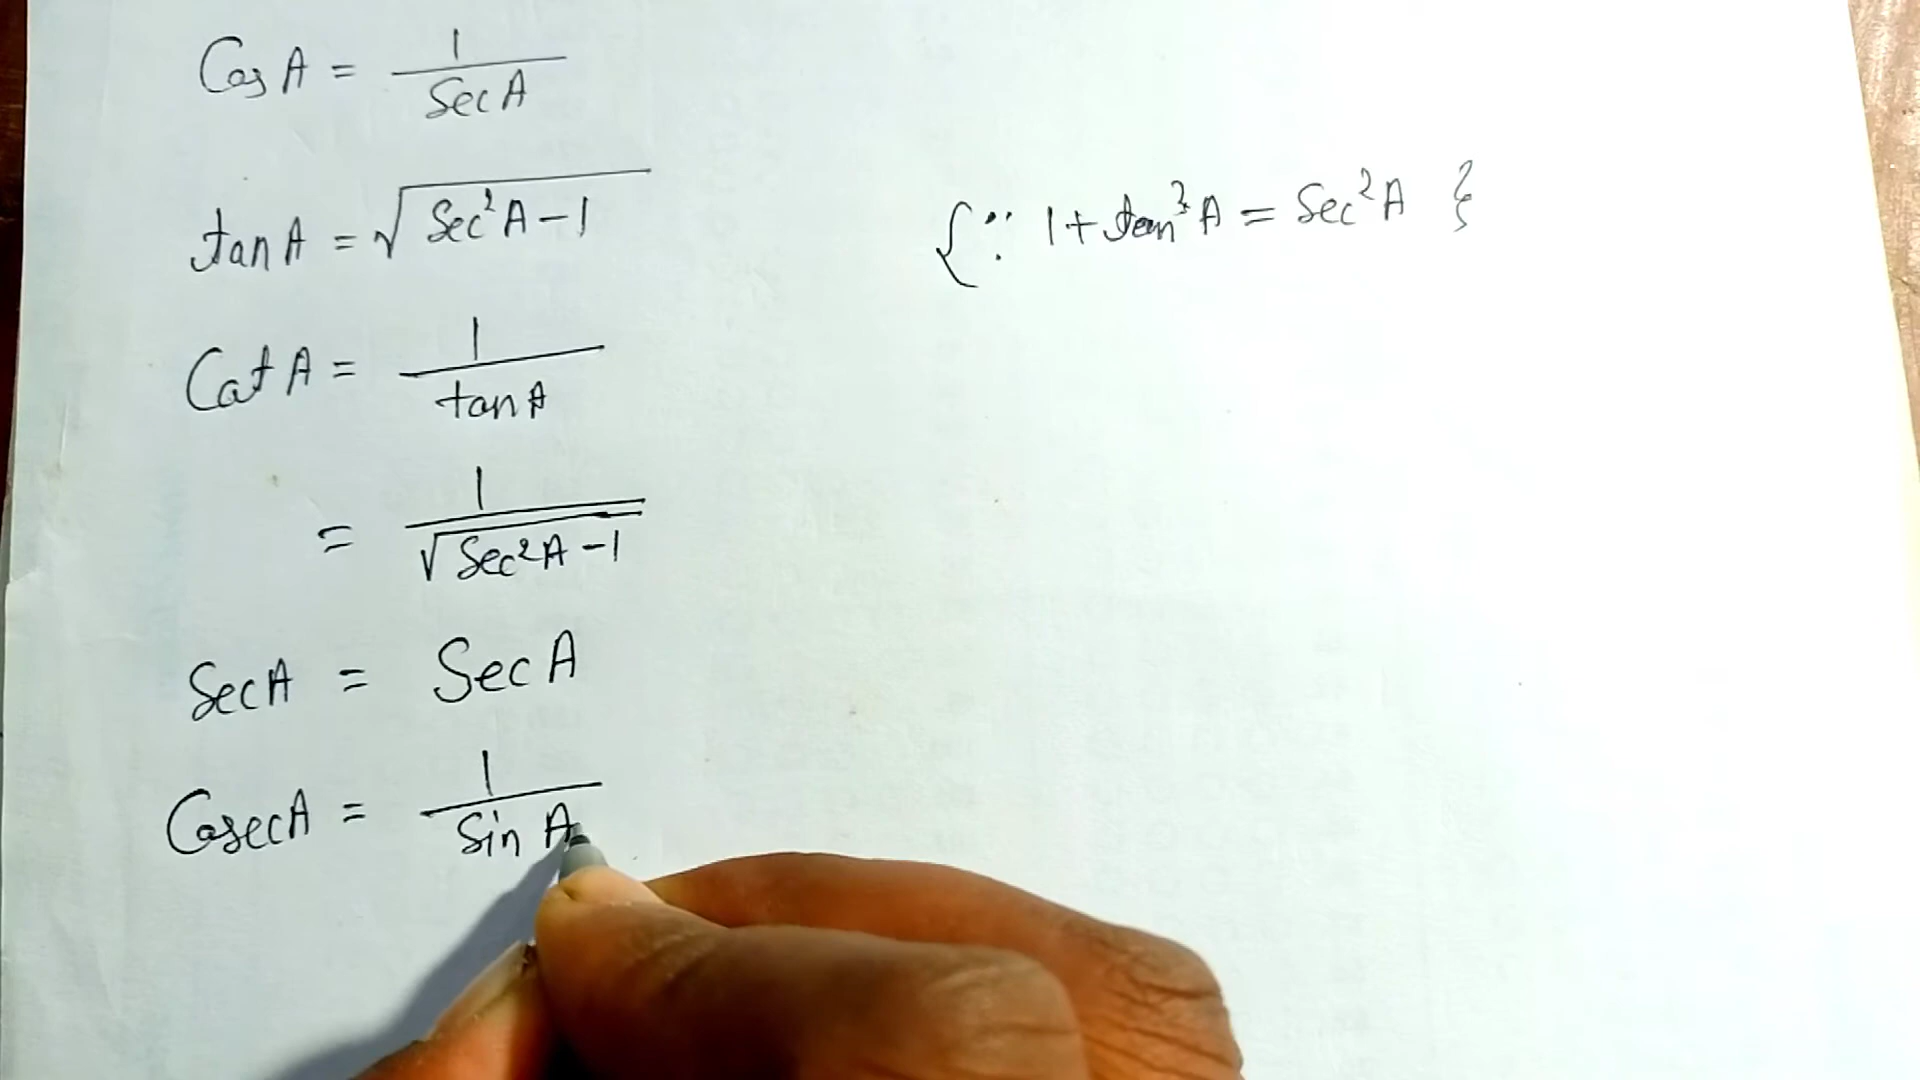 Cos A = 1/Sec A
tan A = √(Sec²A − 1) {∵ 1 + tan²A = Sec²A }
Cot A = 1/tan A
= 1/√(Sec²A − 1)
Sec A = Sec A
Cosec A = 1/Sin A